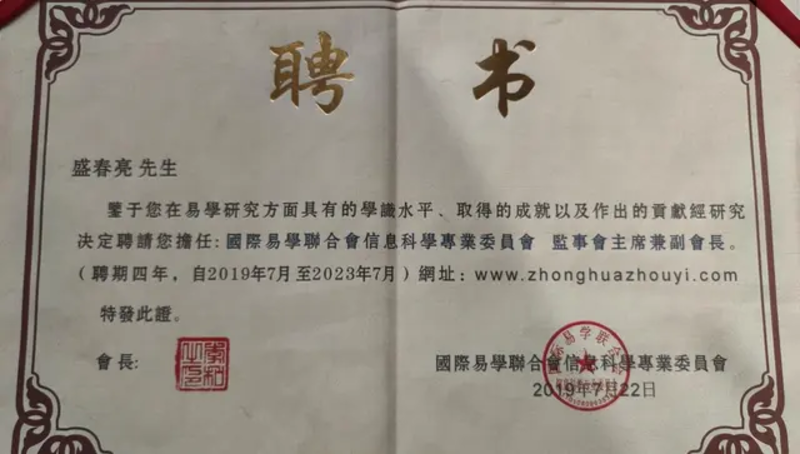 聘书
盛春亮 先生
鑒于您在易學研究方面具有的學識水平、取得的成就以及作出的貢獻經研究
决定聘請您擔任:國際易學聯合會信息科學專業委員會 監事會主席兼副會長。
(聘期四年，自2019年7月至2023年7月)網址：www.zhonghuazhouyi.com
特發此證。
會長:
國際易學聯合會信息科學專業委員會
2019年7月22日